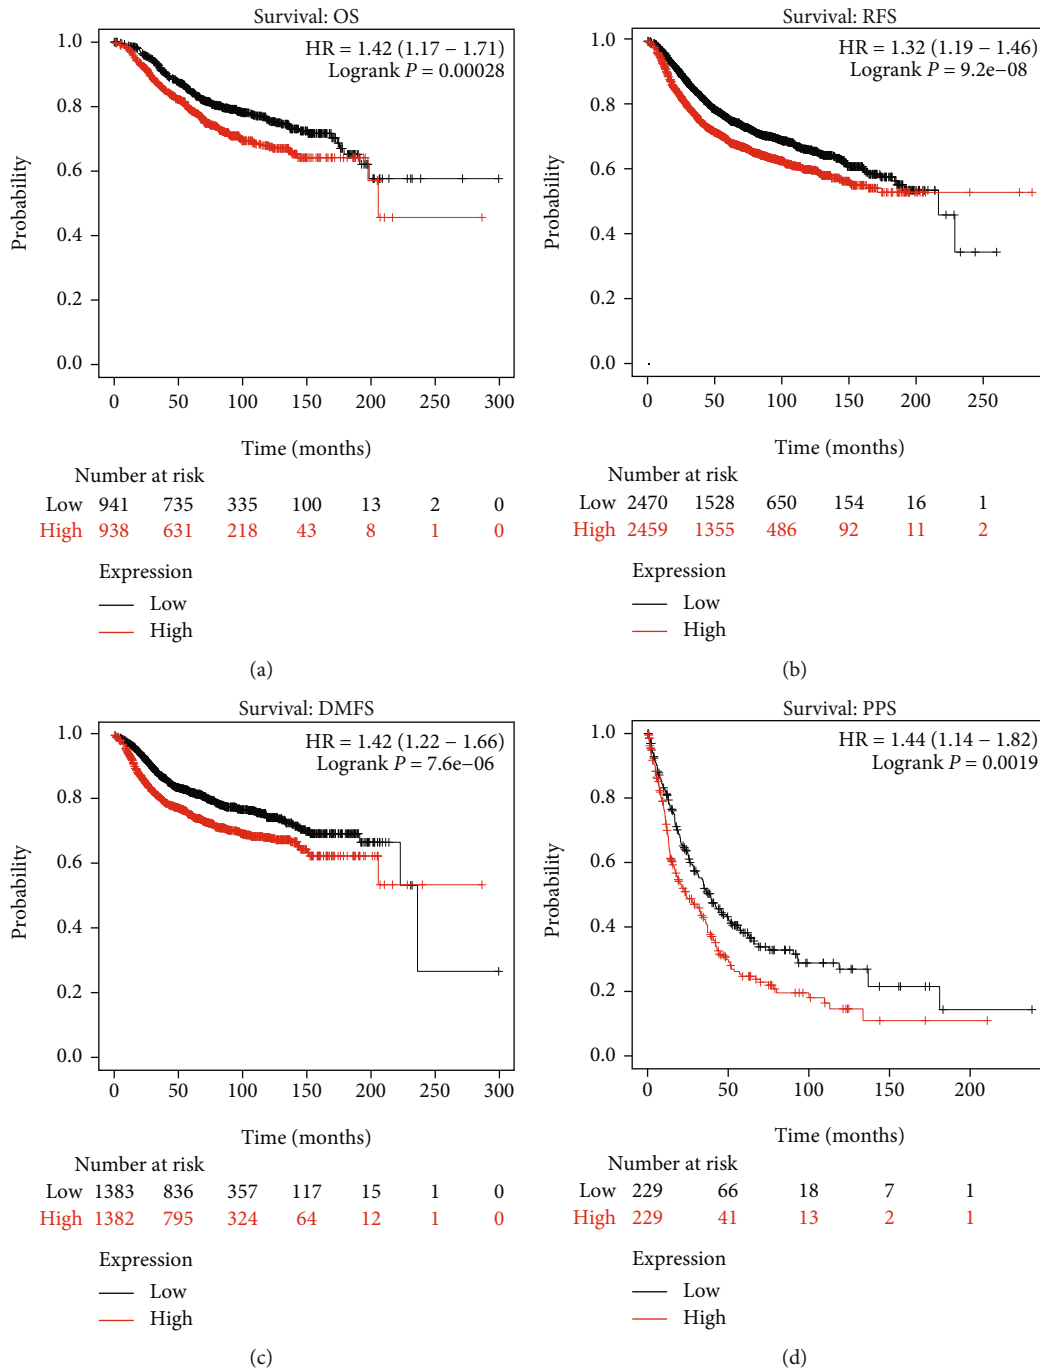 Survival: OS
HR = 1.42 (1.17 − 1.71)
Logrank P = 0.00028
Probability
1.0
0.8
0.6
0.4
0.2
0.0
0 50 100 150 200 250 300
Time (months)
Number at risk
Low 941 735 335 100 13 2 0
High 938 631 218 43 8 1 0
Expression
Low
High
(a)
Survival: RFS
HR = 1.32 (1.19 − 1.46)
Logrank P = 9.2e−08
Probability
1.0
0.8
0.6
0.4
0.2
0.0
0 50 100 150 200 250
Time (months)
Number at risk
Low 2470 1528 650 154 16 1
High 2459 1355 486 92 11 2
Expression
Low
High
(b)
Survival: DMFS
HR = 1.42 (1.22 − 1.66)
Logrank P = 7.6e−06
Probability
1.0
0.8
0.6
0.4
0.2
0.0
0 50 100 150 200 250 300
Time (months)
Number at risk
Low 1383 836 357 117 15 1 0
High 1382 795 324 64 12 1 0
Expression
Low
High
(c)
Survival: PPS
HR = 1.44 (1.14 − 1.82)
Logrank P = 0.0019
Probability
1.0
0.8
0.6
0.4
0.2
0.0
0 50 100 150 200
Time (months)
Number at risk
Low 229 66 18 7 1
High 229 41 13 2 1
Expression
Low
High
(d)